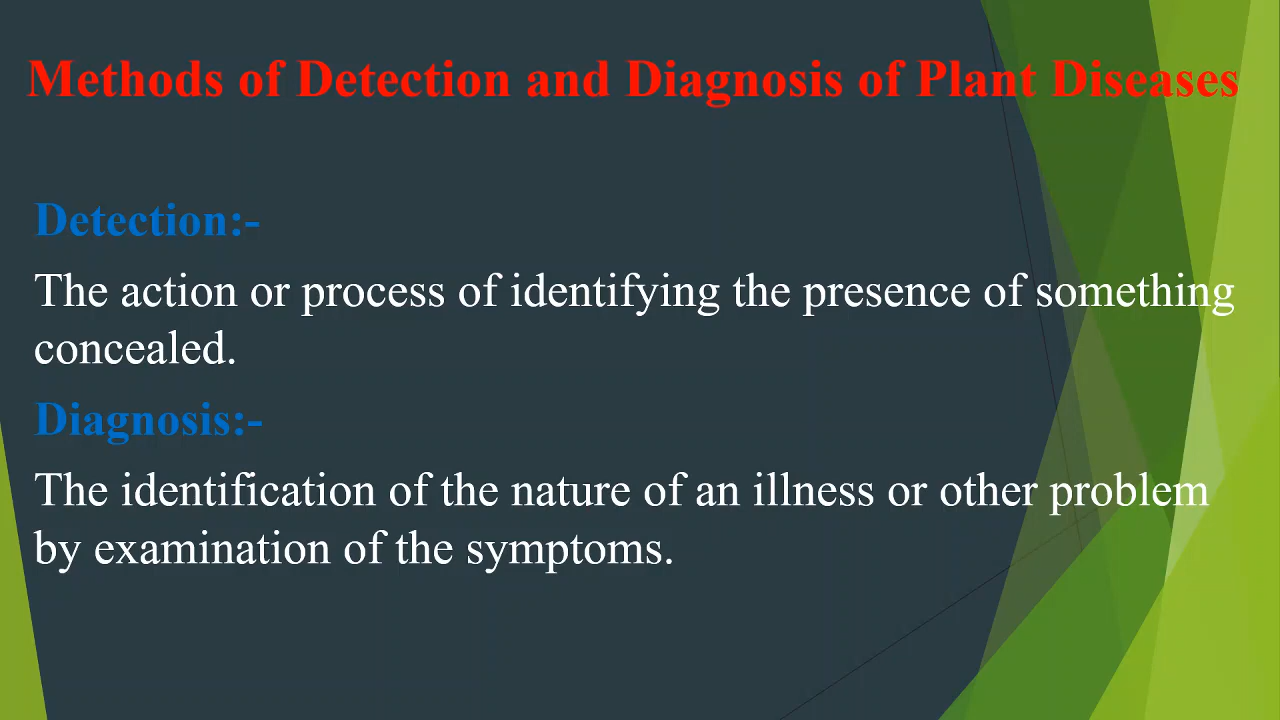 Methods of Detection and Diagnosis of Plant Diseases
Detection:-
The action or process of identifying the presence of something
concealed.
Diagnosis:-
The identification of the nature of an illness or other problem
by examination of the symptoms.